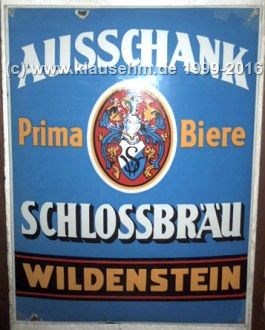 AUSSCHANK
(c) www.klausehm.de 1999-2016
Prima Biere
SCHLOSSBRÄU
WILDENSTEIN